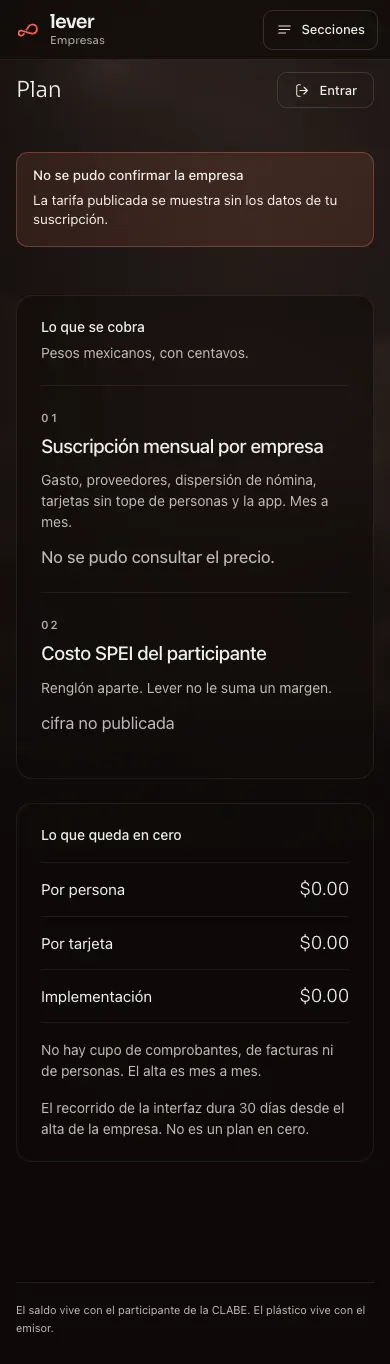 lever
Empresas
Secciones
Plan
Entrar
No se pudo confirmar la empresa
La tarifa publicada se muestra sin los datos de tu
suscripción.
Lo que se cobra
Pesos mexicanos, con centavos.
01
Suscripción mensual por empresa
Gasto, proveedores, dispersión de nómina,
tarjetas sin tope de personas y la app. Mes a
mes.
No se pudo consultar el precio.
02
Costo SPEI del participante
Renglón aparte. Lever no le suma un margen.
cifra no publicada
Lo que queda en cero
Por persona $0.00
Por tarjeta $0.00
Implementación $0.00
No hay cupo de comprobantes, de facturas ni
de personas. El alta es mes a mes.
El recorrido de la interfaz dura 30 días desde el
alta de la empresa. No es un plan en cero.
El saldo vive con el participante de la CLABE. El plástico vive con el
emisor.